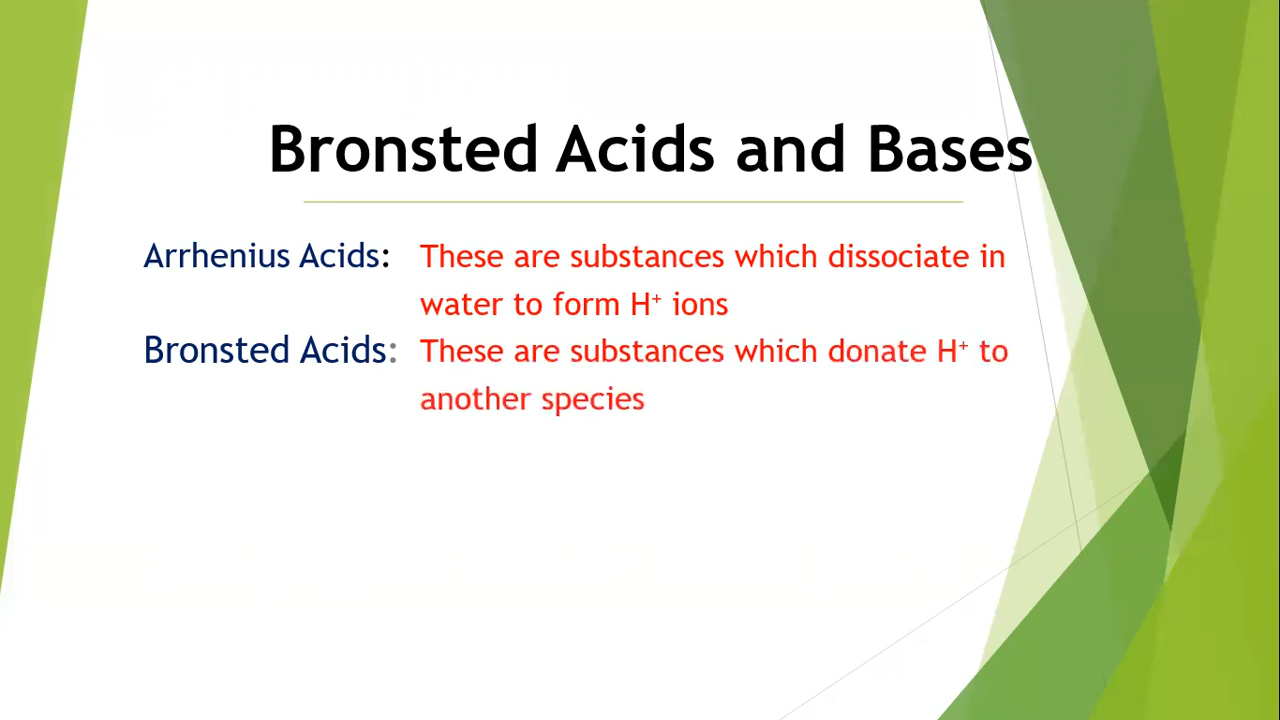 Bronsted Acids and Bases
Arrhenius Acids: These are substances which dissociate in
water to form H⁺ ions
Bronsted Acids: These are substances which donate H⁺ to
another species